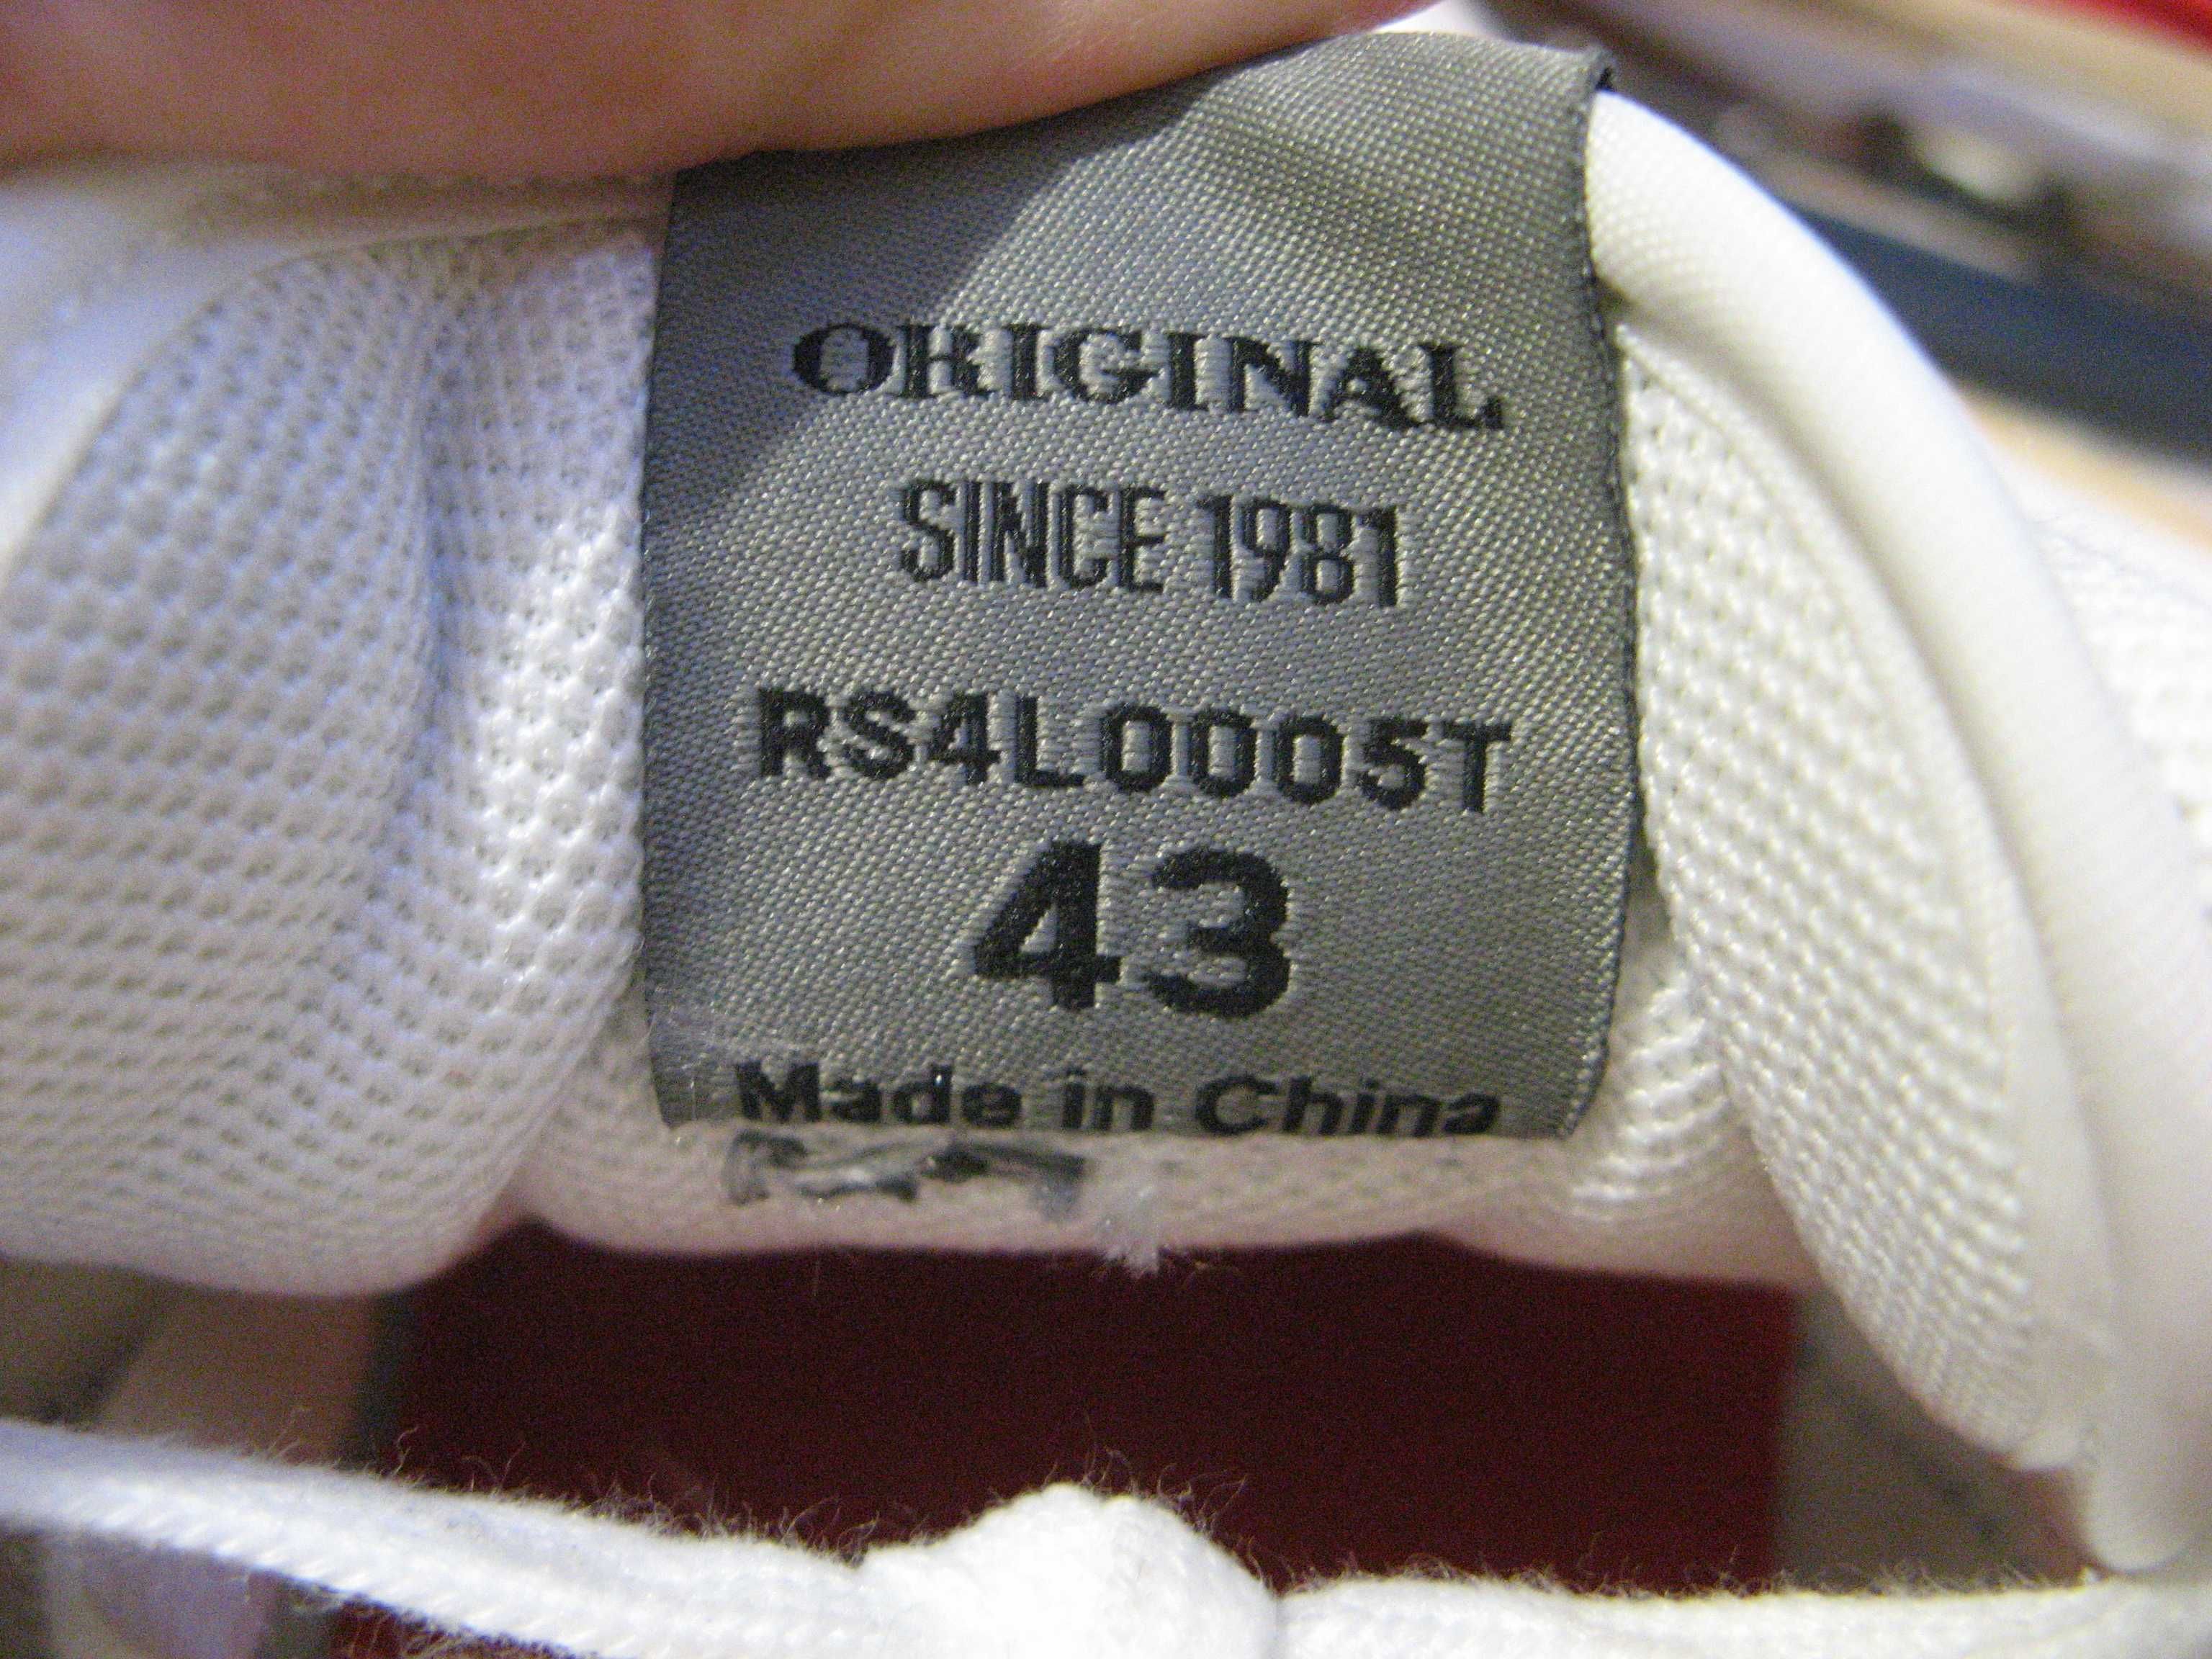 ORIGINAL
SINCE 1981
RS4L0005T
43
Made in China